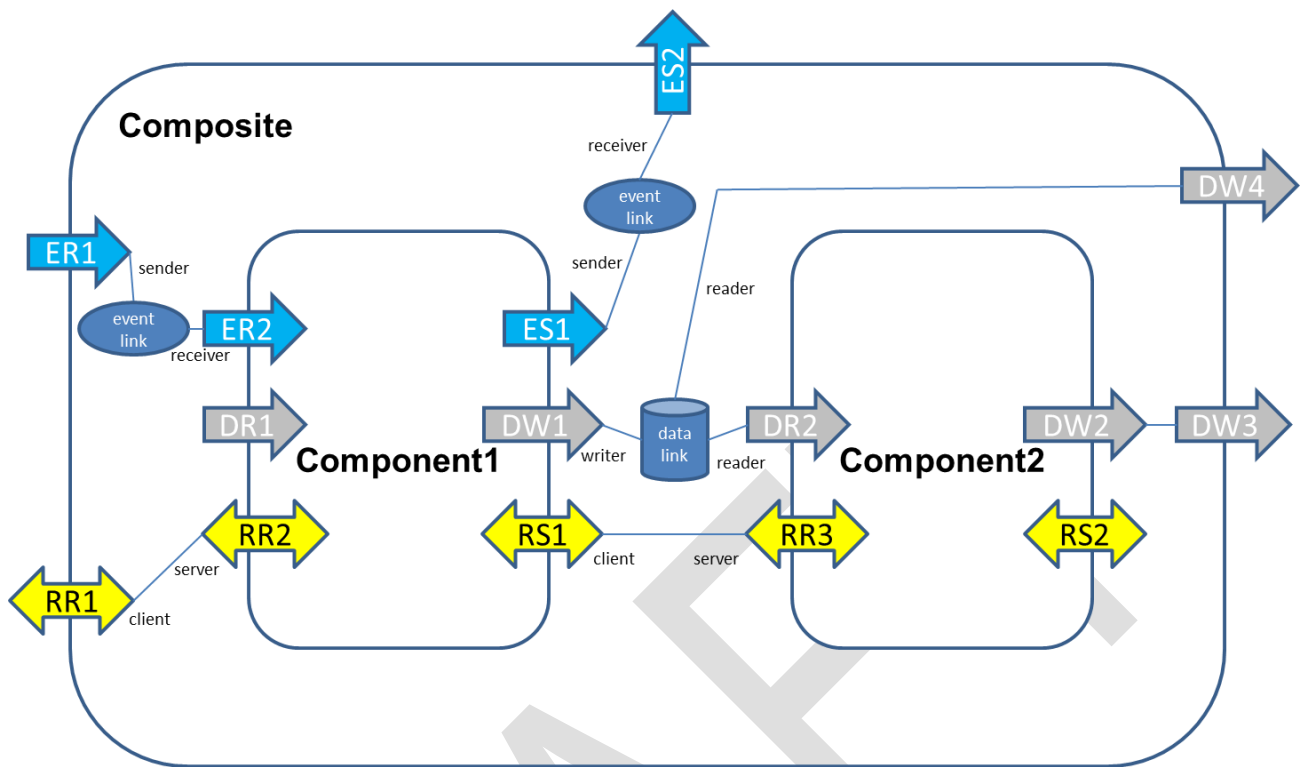 ES2
Composite
receiver
event
link
DW4
ER1
sender
sender
reader
event
link
ER2
receiver
ES1
DR1
DW1
data
link
DR2
DW2
DW3
writer
reader
Component1
Component2
RR2
RS1
RR3
RS2
client
server
server
RR1
client